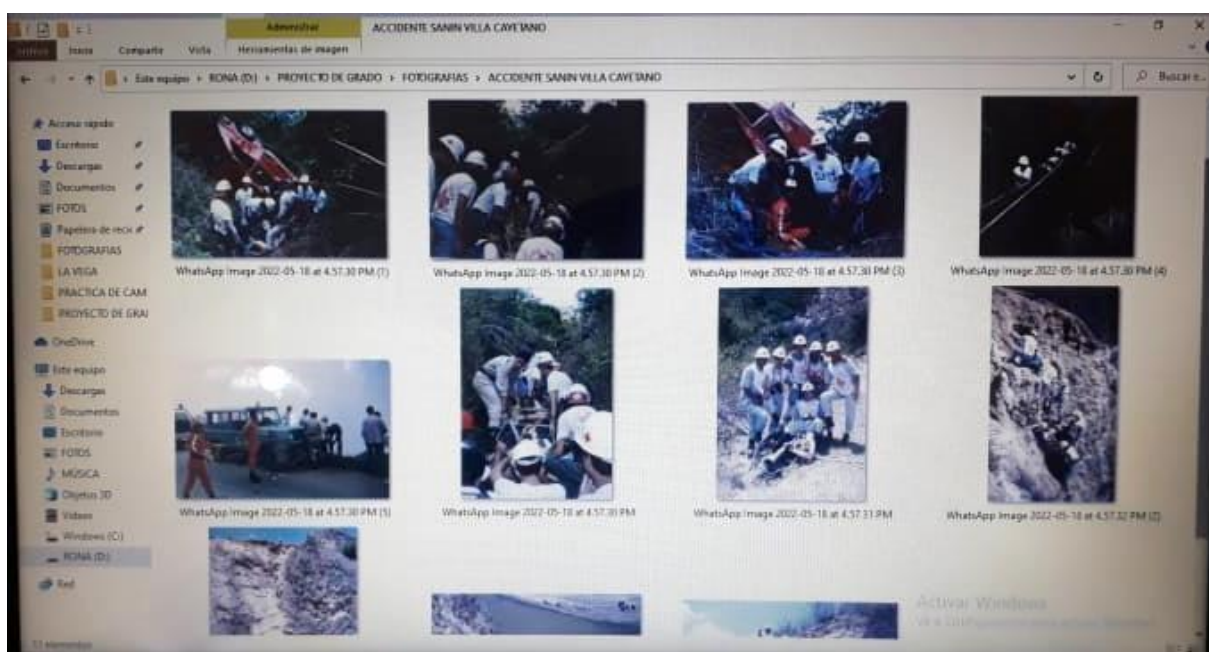 Administrar
ACCIDENTE SANIN VILLA CAYETANO
Archivo
Inicio
Compartir
Vista
Herramientas de imagen
Este equipo > RONA (D:) > PROYECTO DE GRADO > FOTOGRAFIAS > ACCIDENTE SANIN VILLA CAYETANO
Buscar e...
Acceso rápido
Escritorio
Descargas
Documentos
FOTOS
Papelera de recic
FOTOGRAFIAS
LA VEGA
PRACTICA DE CAM
PROYECTO DE GRAI
OneDrive
Este equipo
Descargas
Documentos
Escritorio
FOTOS
MÚSICA
Objetos 3D
Videos
Windows (C:)
RONA (D:)
Red
WhatsApp Image 2022-05-18 at 4.57.30 PM (1)
WhatsApp Image 2022-05-18 at 4.57.30 PM (2)
WhatsApp Image 2022-05-18 at 4.57.30 PM (3)
WhatsApp Image 2022-05-18 at 4.57.30 PM (4)
WhatsApp Image 2022-05-18 at 4.57.30 PM (5)
WhatsApp Image 2022-05-18 at 4.57.30 PM
WhatsApp Image 2022-05-18 at 4.57.31 PM
WhatsApp Image 2022-05-18 at 4.57.32 PM (2)
Activar Windows
elementos